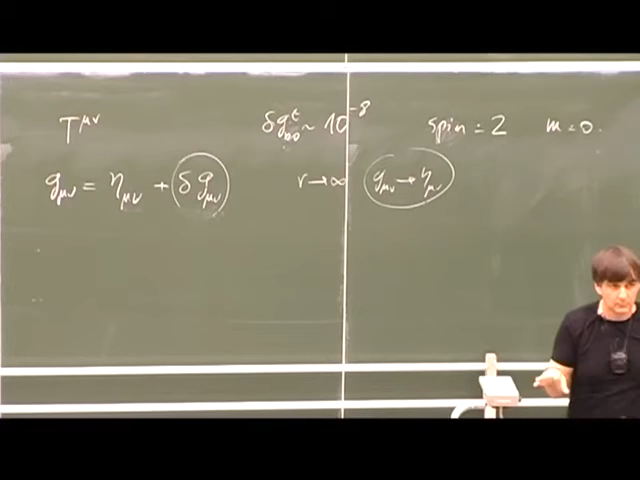 T^{μν} δg^{t}_{00} ~ 10^{-8} spin = 2 m = 0.
g_{μν} = η_{μν} + δg_{μν} r → ∞ g_{μν} → η_{μν}